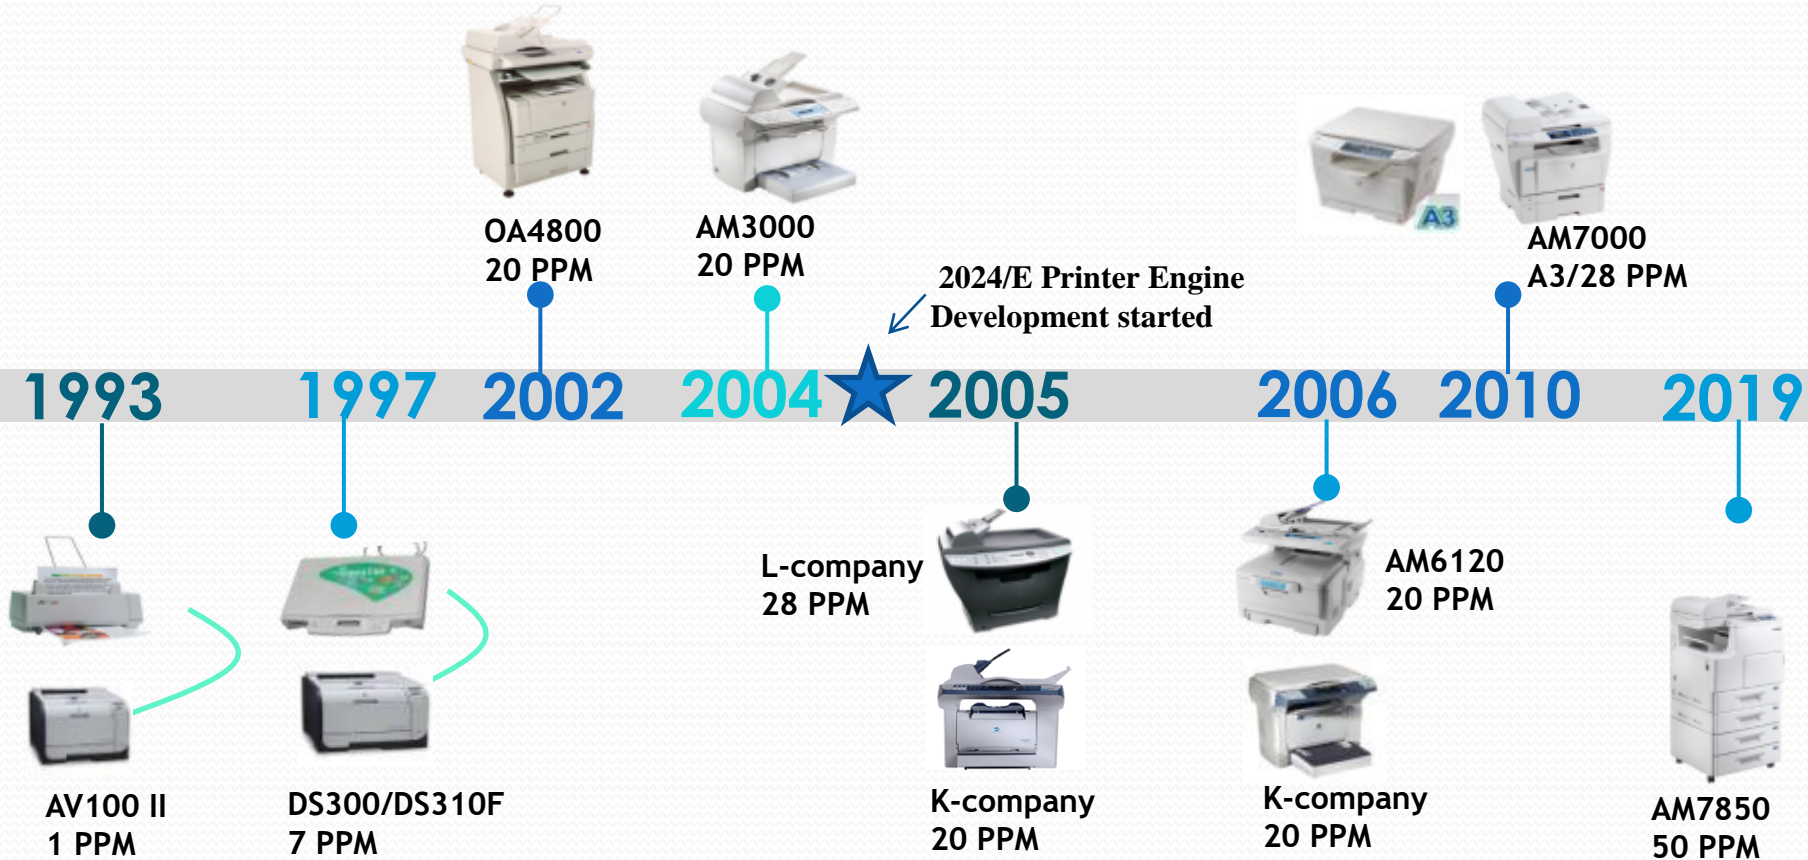 OA4800
20 PPM
AM3000
20 PPM
2024/E Printer Engine
Development started
A3
AM7000
A3/28 PPM
1993
1997
2002
2004
2005
2006
2010
2019
L-company
28 PPM
AM6120
20 PPM
AV100 II
1 PPM
DS300/DS310F
7 PPM
K-company
20 PPM
K-company
20 PPM
AM7850
50 PPM